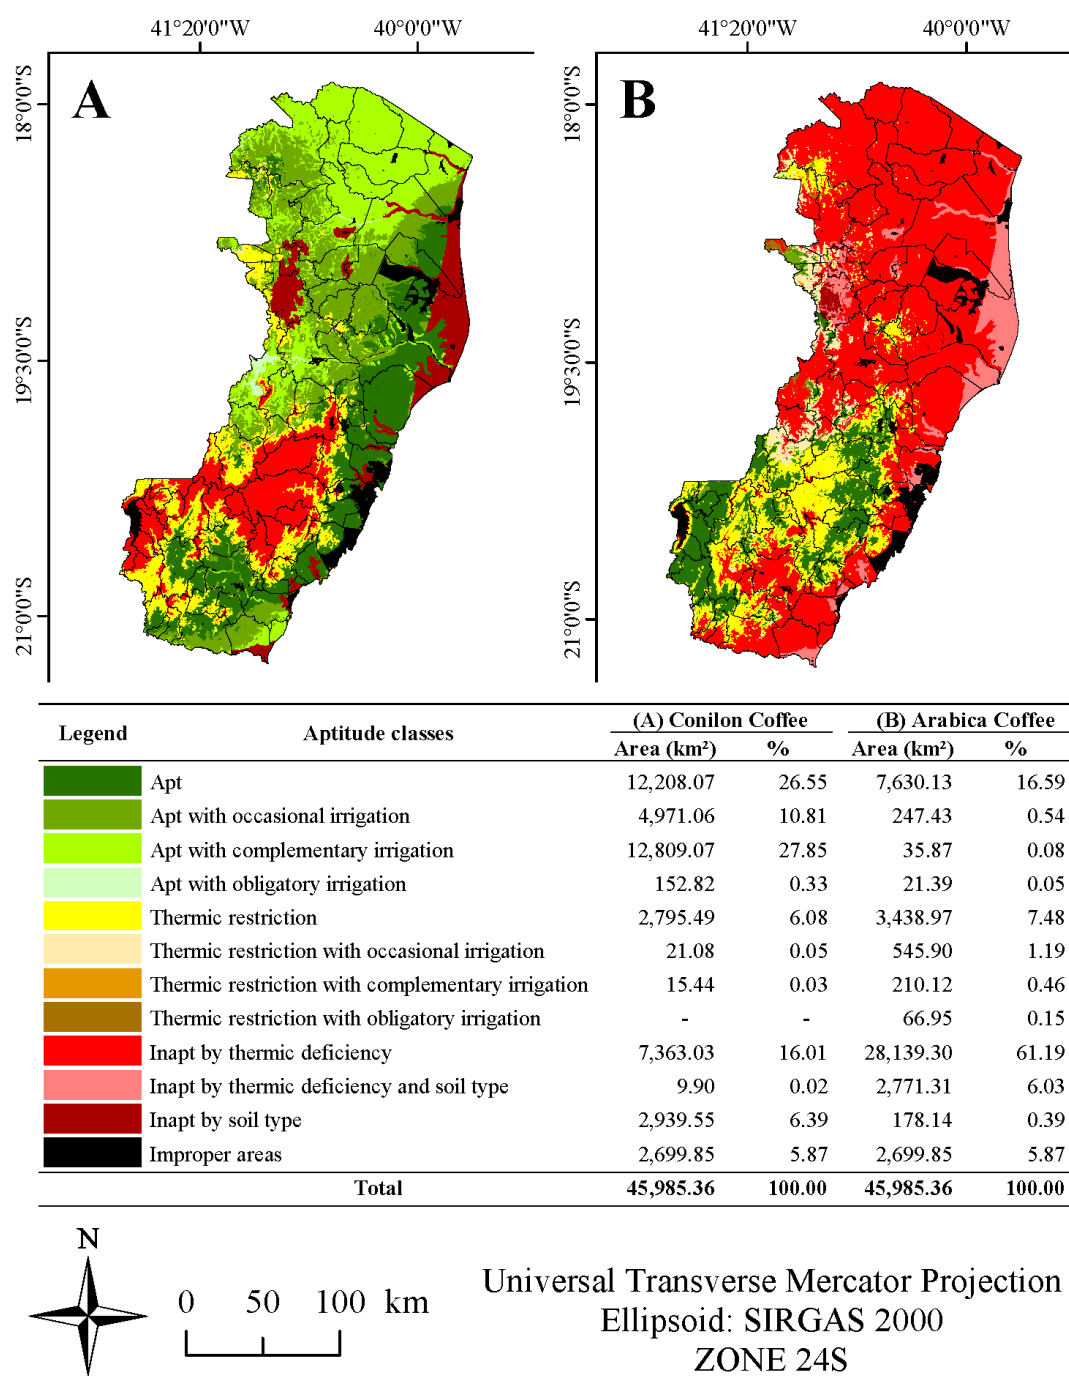 41°20'0"W 40°0'0"W 41°20'0"W 40°0'0"W
A B
18°0'0"S 18°0'0"S
19°30'0"S 19°30'0"S
21°0'0"S 21°0'0"S
Legend Aptitude classes (A) Conilon Coffee (B) Arabica Coffee
Area (km²) % Area (km²) %
Apt 12,208.07 26.55 7,630.13 16.59
Apt with occasional irrigation 4,971.06 10.81 247.43 0.54
Apt with complementary irrigation 12,809.07 27.85 35.87 0.08
Apt with obligatory irrigation 152.82 0.33 21.39 0.05
Thermic restriction 2,795.49 6.08 3,438.97 7.48
Thermic restriction with occasional irrigation 21.08 0.05 545.90 1.19
Thermic restriction with complementary irrigation 15.44 0.03 210.12 0.46
Thermic restriction with obligatory irrigation - - 66.95 0.15
Inapt by thermic deficiency 7,363.03 16.01 28,139.30 61.19
Inapt by thermic deficiency and soil type 9.90 0.02 2,771.31 6.03
Inapt by soil type 2,939.55 6.39 178.14 0.39
Improper areas 2,699.85 5.87 2,699.85 5.87
Total 45,985.36 100.00 45,985.36 100.00
N
0 50 100 km
Universal Transverse Mercator Projection
Ellipsoid: SIRGAS 2000
ZONE 24S